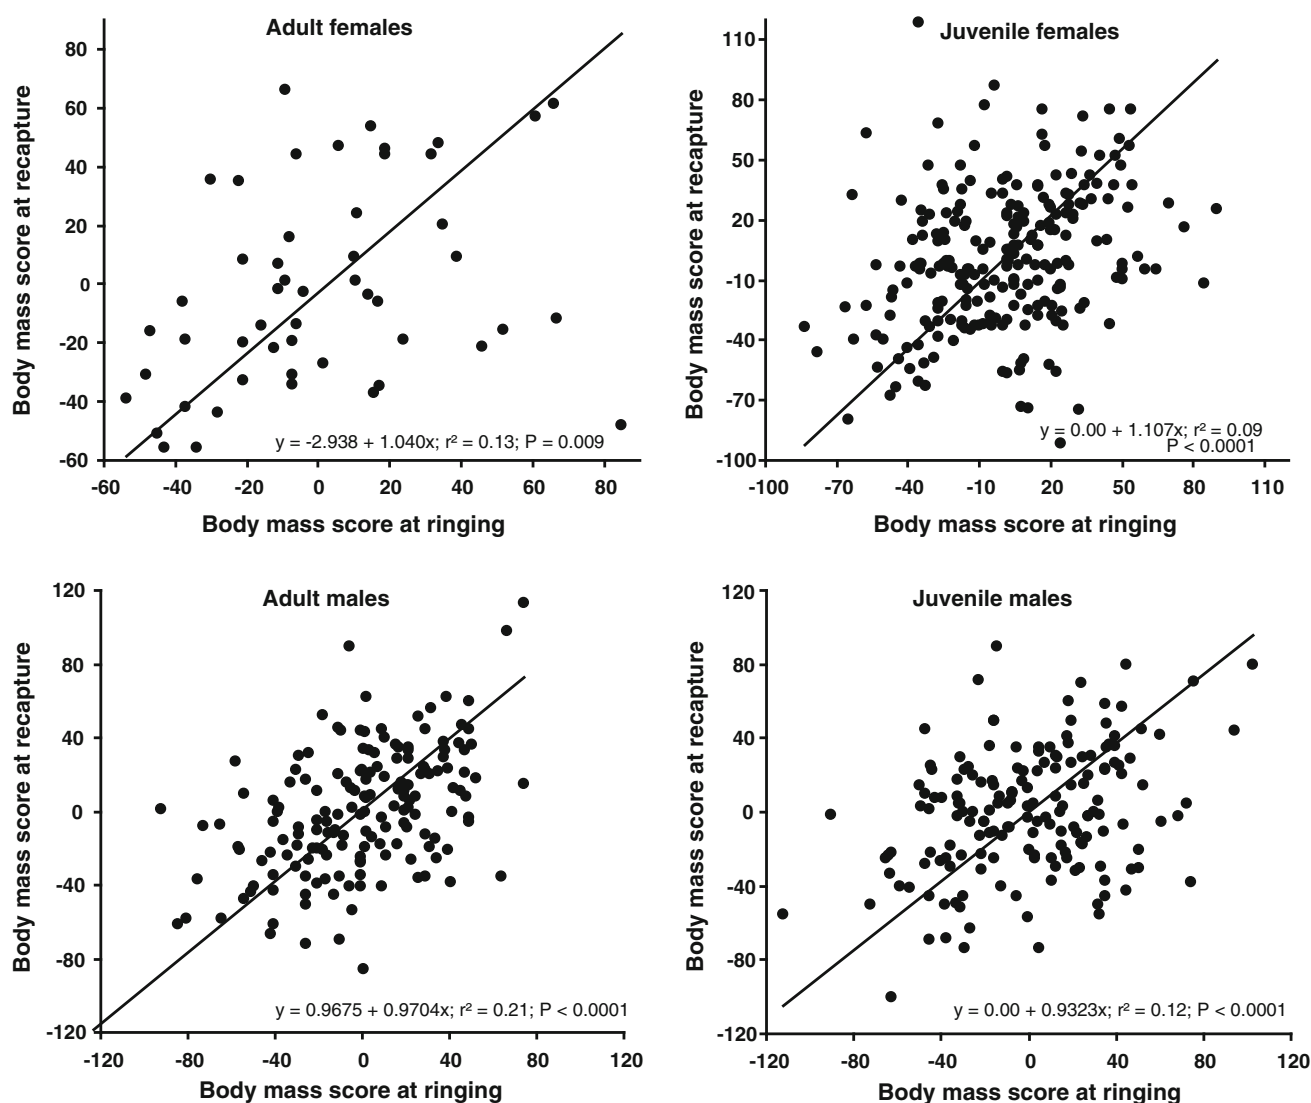 Adult females
Body mass score at recapture
80
60
40
20
0
-20
-40
-60
y = -2.938 + 1.040x; r² = 0.13; P = 0.009
-60 -40 -20 0 20 40 60 80
Body mass score at ringing
Juvenile females
Body mass score at recapture
110
80
50
20
-10
-40
-70
-100
y = 0.00 + 1.107x; r² = 0.09
P < 0.0001
-100 -70 -40 -10 20 50 80 110
Body mass score at ringing
Adult males
Body mass score at recapture
120
80
40
0
-40
-80
-120
y = 0.9675 + 0.9704x; r² = 0.21; P < 0.0001
-120 -80 -40 0 40 80 120
Body mass score at ringing
Juvenile males
Body mass score at recapture
120
80
40
0
-40
-80
-120
y = 0.00 + 0.9323x; r² = 0.12; P < 0.0001
-120 -80 -40 0 40 80 120
Body mass score at ringing